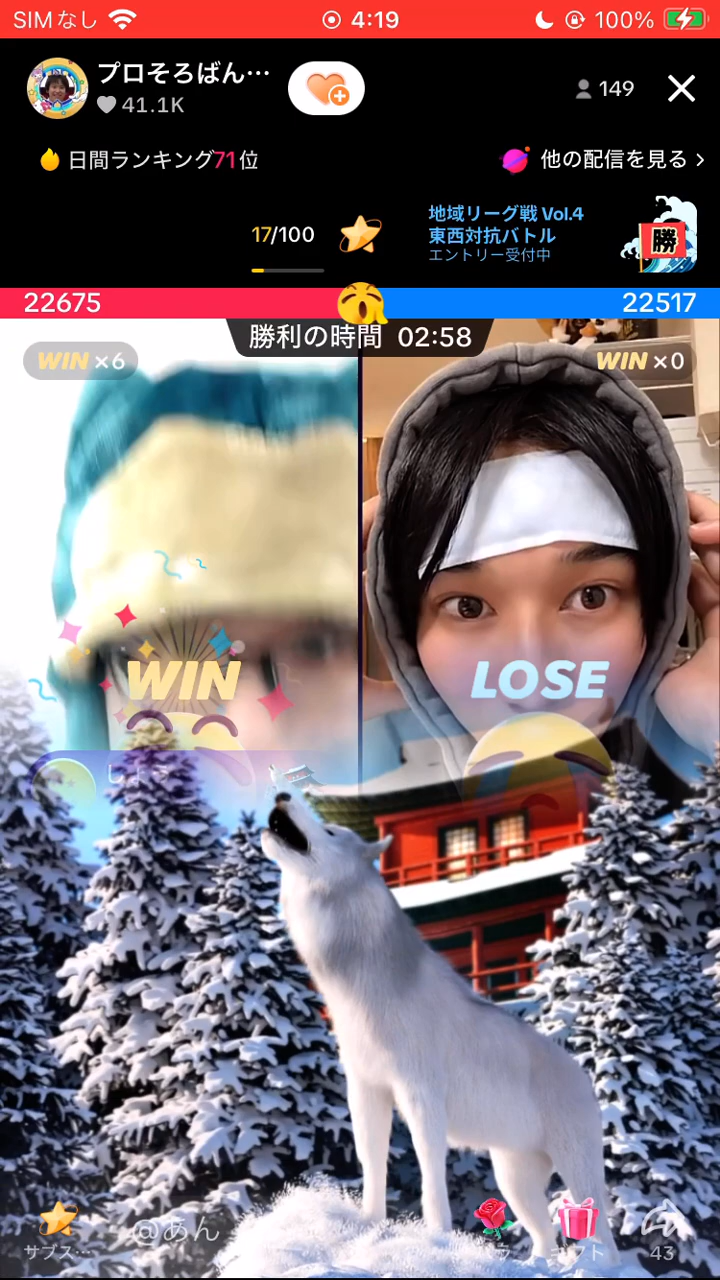 SIMなし 4:19 100%
プロそろばん…
41.1K
149
日間ランキング71位
他の配信を見る
17/100
地域リーグ戦 Vol.4
東西対抗バトル
エントリー受付中
勝
22675
22517
勝利の時間 02:58
WIN ×6
WIN ×0
WIN
LOSE
しよう
@あん
サブス…
43